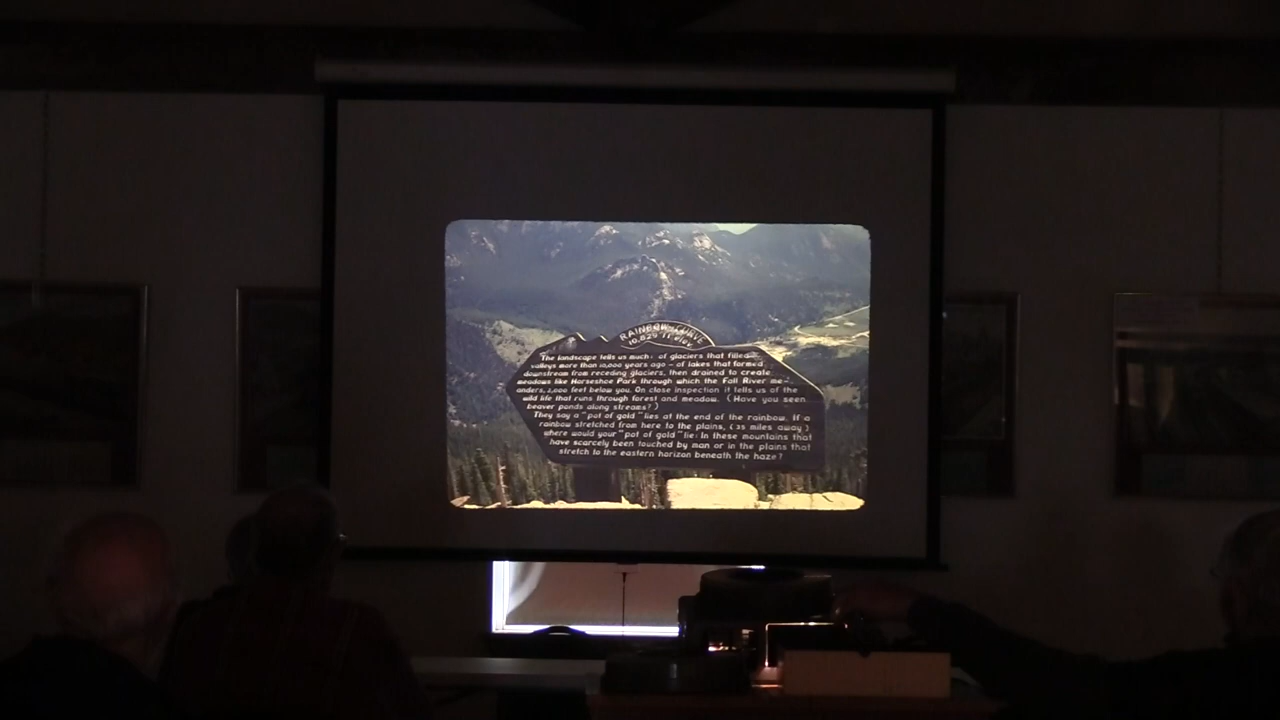 RAINBOW CURVE
10,829 ft elev.
The landscape tells us much: of glaciers that filled
valleys more than 10,000 years ago - of lakes that formed
downstream from receding glaciers, then drained to create
meadows like Horseshoe Park through which the Fall River me-
anders, 2,000 feet below you. On close inspection it tells us of the
wild life that runs through forest and meadow. (Have you seen
beaver ponds along streams?)
They say a "pot of gold" lies at the end of the rainbow. If a
rainbow stretched from here to the plains, (25 miles away)
where would your "pot of gold" lie: In these mountains that
have scarcely been touched by man or in the plains that
stretch to the eastern horizon beneath the haze?